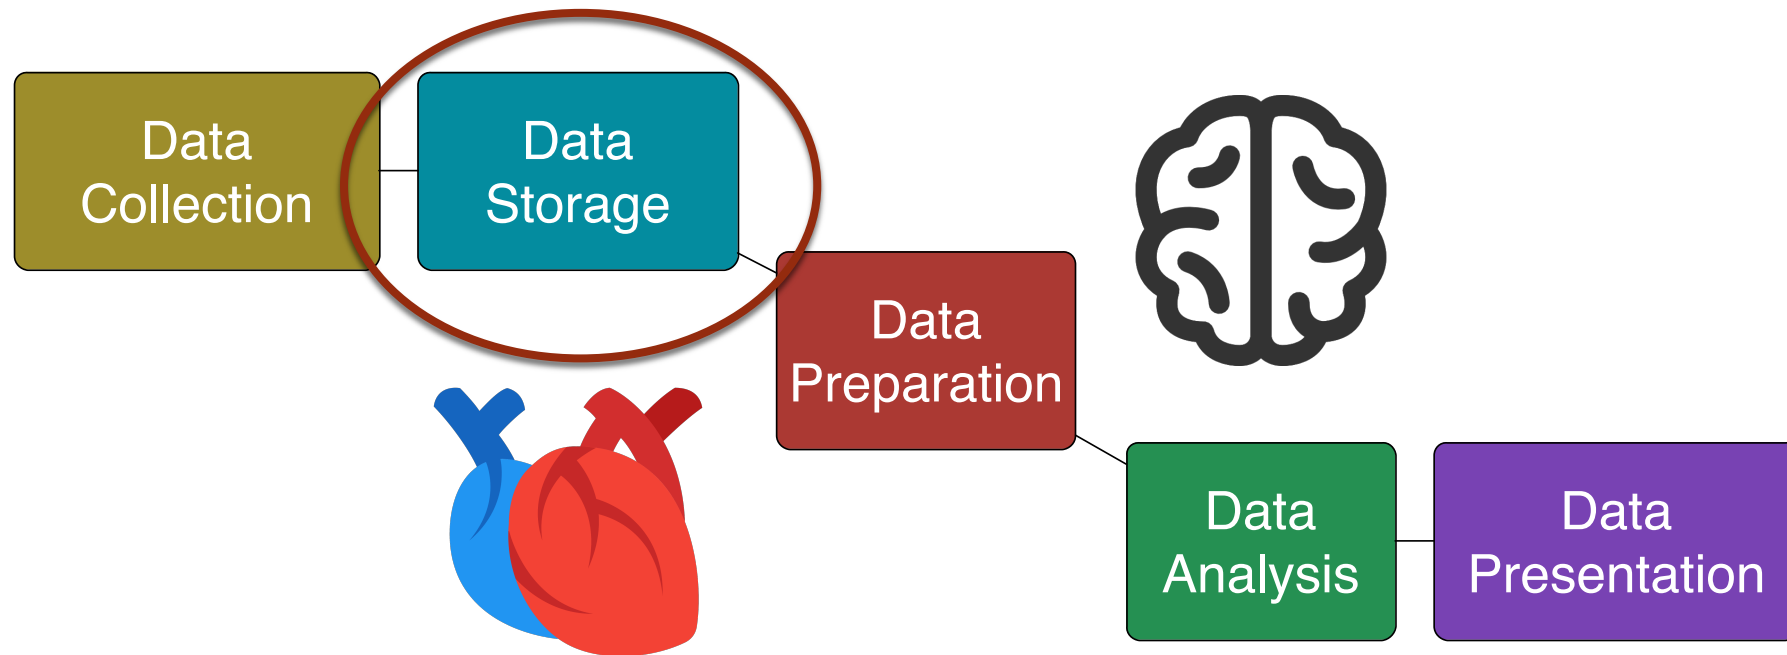 Data
Collection
Data
Storage
Data
Preparation
Data
Analysis
Data
Presentation